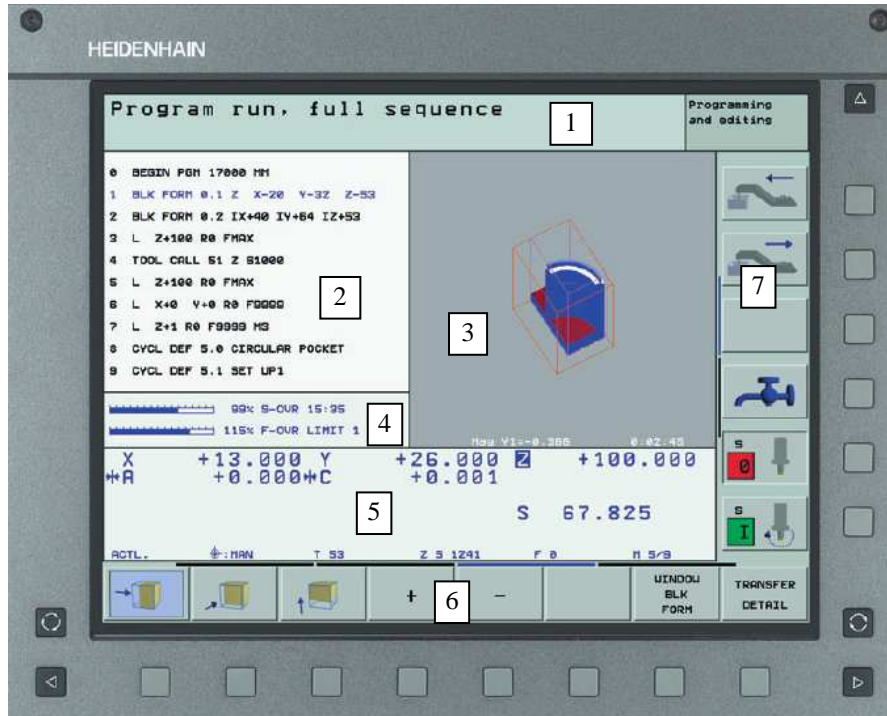 HEIDENHAIN
Program run, full sequence
1
Programming
and editing
0 BEGIN PGM 17000 MM
1 BLK FORM 0.1 Z X-20 Y-32 Z-53
2 BLK FORM 0.2 IX+40 IY+64 IZ+53
3 L Z+100 R0 FMAX
4 TOOL CALL 51 Z S1000
5 L Z+100 R0 FMAX
6 L X+0 Y+0 R0 F9999
7 L Z+1 R0 F9999 M3
8 CYCL DEF 5.0 CIRCULAR POCKET
9 CYCL DEF 5.1 SET UP1
2
3
7
99% S-OVR 15:35
115% F-OVR LIMIT 1
4
0:02.45
X +13.000 Y +26.000 Z +100.000
A +0.000 C +0.001
5
S 67.825
ACTL. : MAN T 53 Z S 1241 F 0 M 5/9
S
0
S
I
+
6
-
WINDOW
BLK
FORM
TRANSFER
DETAIL